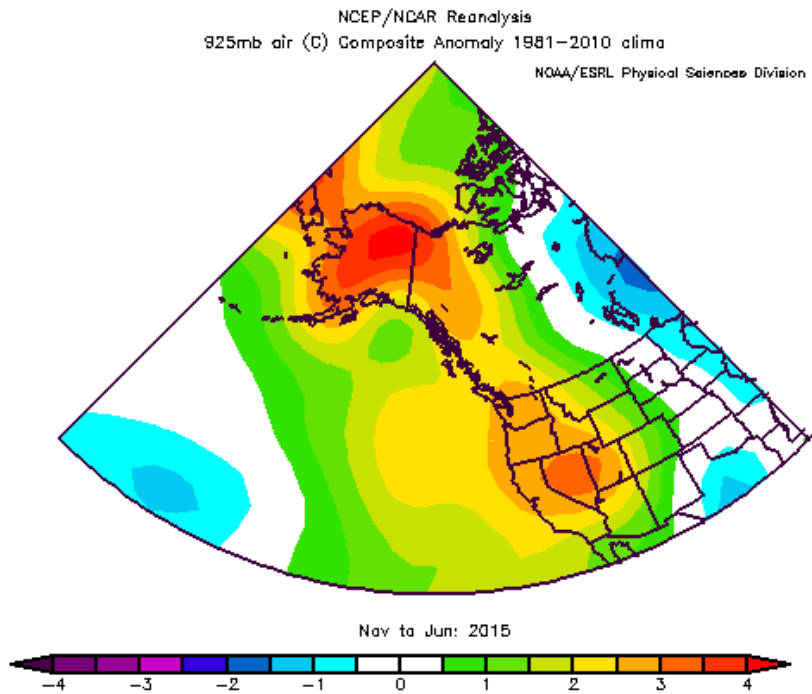 NCEP/NCAR Reanalysis
925mb air (C) Composite Anomaly 1981-2010 clima
NOAA/ESRL Physical Sciences Division
Nov to Jun: 2015
-4 -3 -2 -1 0 1 2 3 4